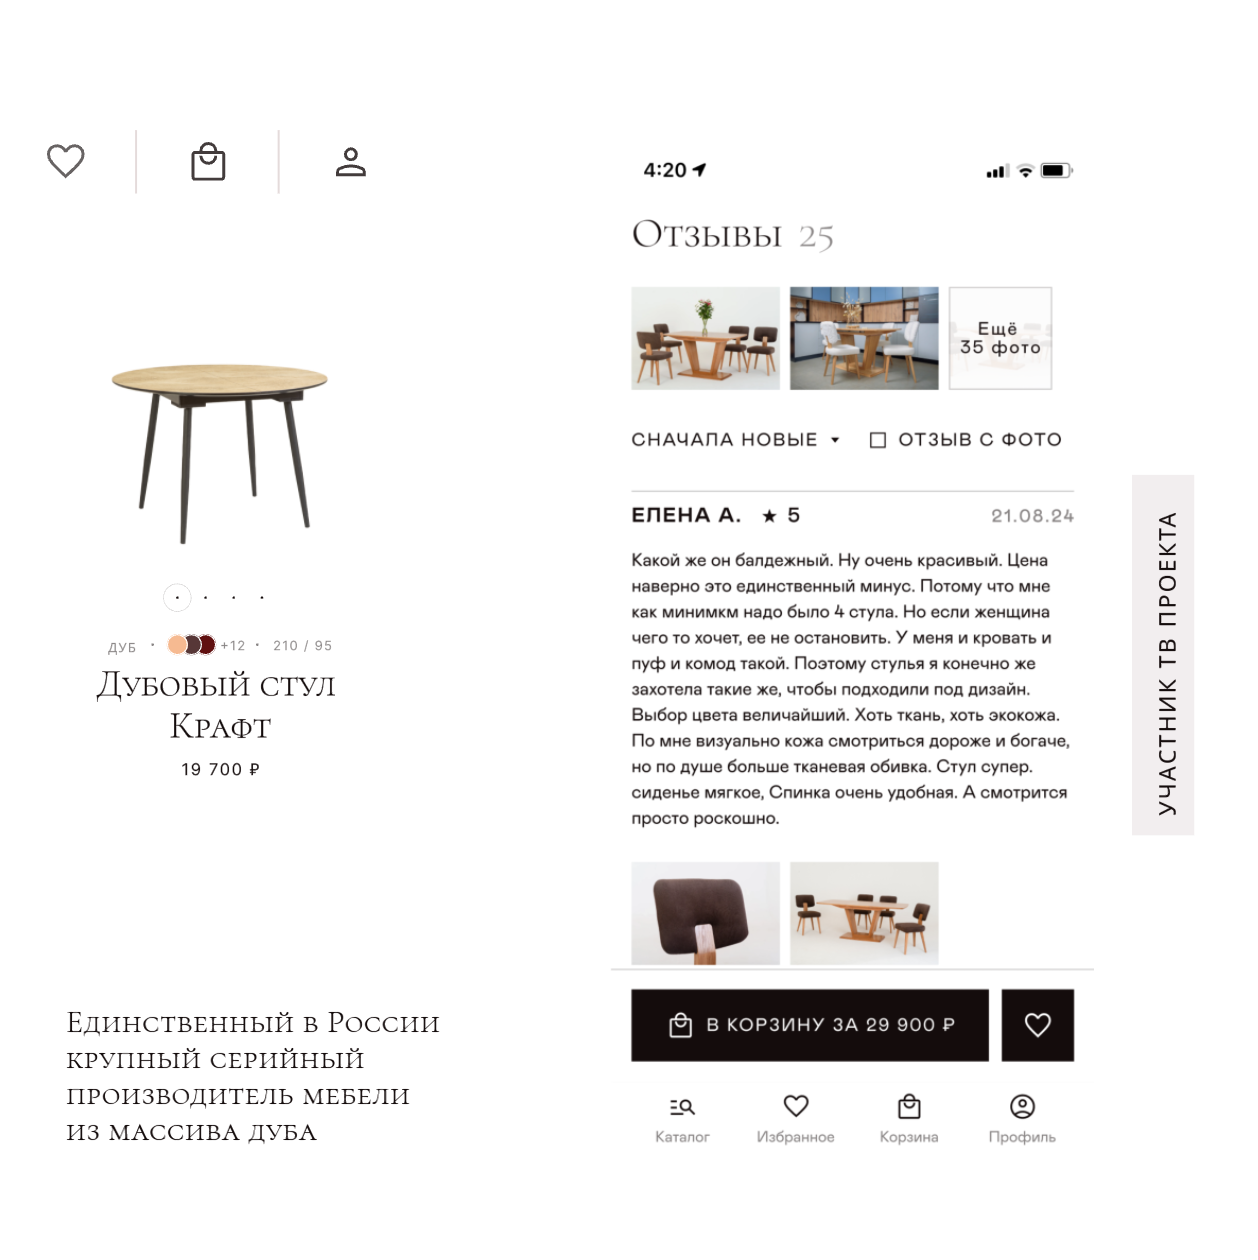 ДУБ • +12 • 210 / 95
Дубовый стул
Крафт
19 700 ₽
Единственный в России
крупный серийный
производитель мебели
из массива дуба
4:20
Отзывы 25
Ещё
35 фото
СНАЧАЛА НОВЫЕ
ОТЗЫВ С ФОТО
ЕЛЕНА А. ★ 5
21.08.24
Какой же он балдежный. Ну очень красивый. Цена
наверно это единственный минус. Потому что мне
как минимкм надо было 4 стула. Но если женщина
чего то хочет, ее не остановить. У меня и кровать и
пуф и комод такой. Поэтому стулья я конечно же
захотела такие же, чтобы подходили под дизайн.
Выбор цвета величайший. Хоть ткань, хоть экокожа.
По мне визуально кожа смотриться дороже и богаче,
но по душе больше тканевая обивка. Стул супер.
сиденье мягкое, Спинка очень удобная. А смотрится
просто роскошно.
В КОРЗИНУ ЗА 29 900 ₽
Каталог
Избранное
Корзина
Профиль
УЧАСТНИК ТВ ПРОЕКТА